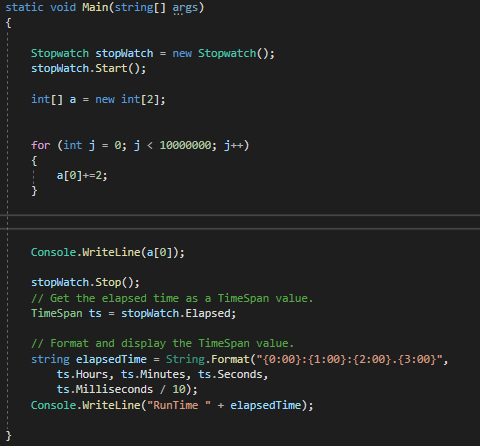 static void Main(string[] args)
{
Stopwatch stopWatch = new Stopwatch();
stopWatch.Start();
int[] a = new int[2];
for (int j = 0; j < 10000000; j++)
{
a[0]+=2;
}
Console.WriteLine(a[0]);
stopWatch.Stop();
// Get the elapsed time as a TimeSpan value.
TimeSpan ts = stopWatch.Elapsed;
// Format and display the TimeSpan value.
string elapsedTime = String.Format("{0:00}:{1:00}:{2:00}.{3:00}",
ts.Hours, ts.Minutes, ts.Seconds,
ts.Milliseconds / 10);
Console.WriteLine("RunTime " + elapsedTime);
}